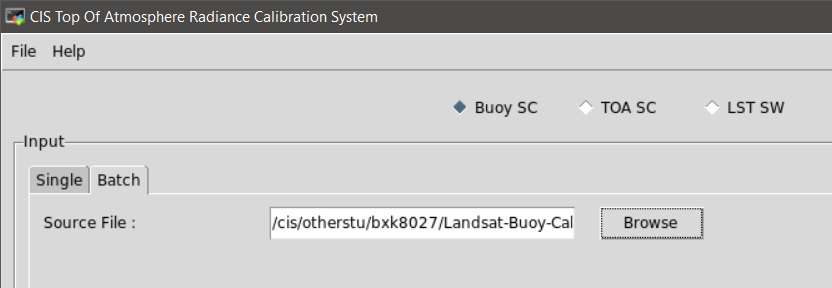 CIS Top Of Atmosphere Radiance Calibration System
File Help
Buoy SC TOA SC LST SW
Input
Single Batch
Source File : /cis/otherstu/bxk8027/Landsat-Buoy-Cal Browse